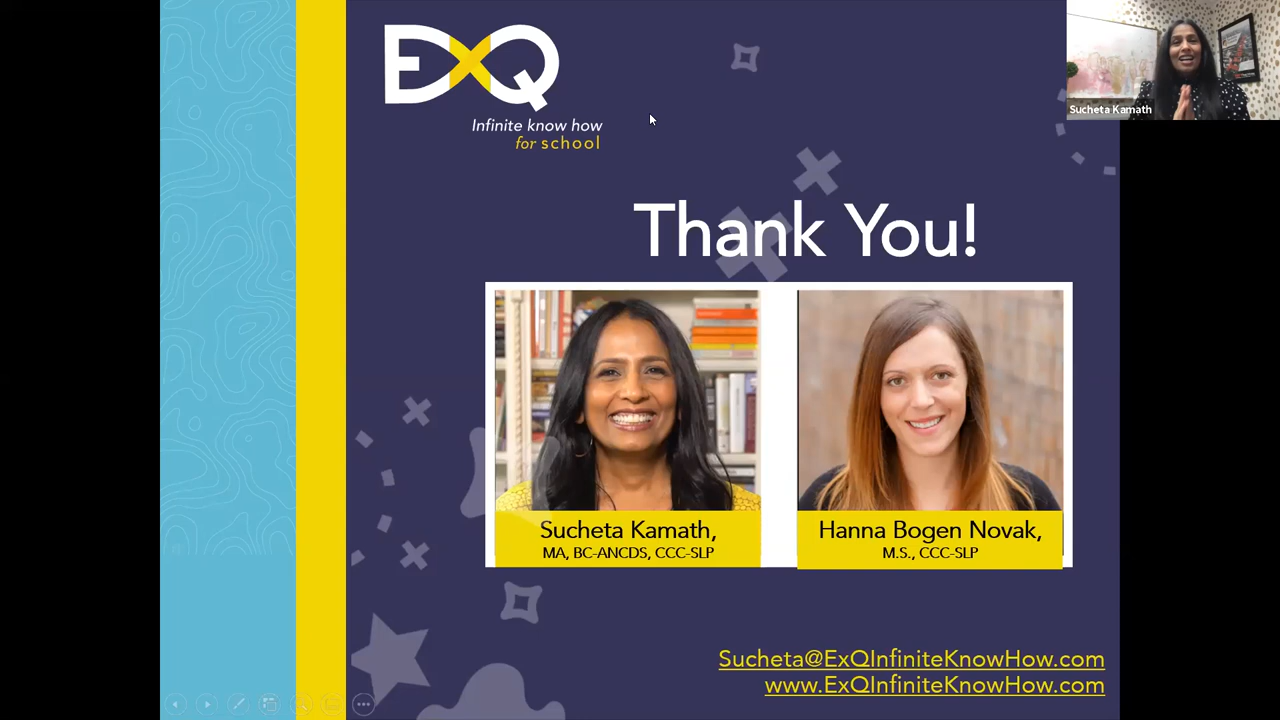 EXQ
Infinite know how
for school
Sucheta Kamath
Thank You!
Sucheta Kamath,
MA, BC-ANCDS, CCC-SLP
Hanna Bogen Novak,
M.S., CCC-SLP
Sucheta@ExQInfiniteKnowHow.com
www.ExQInfiniteKnowHow.com